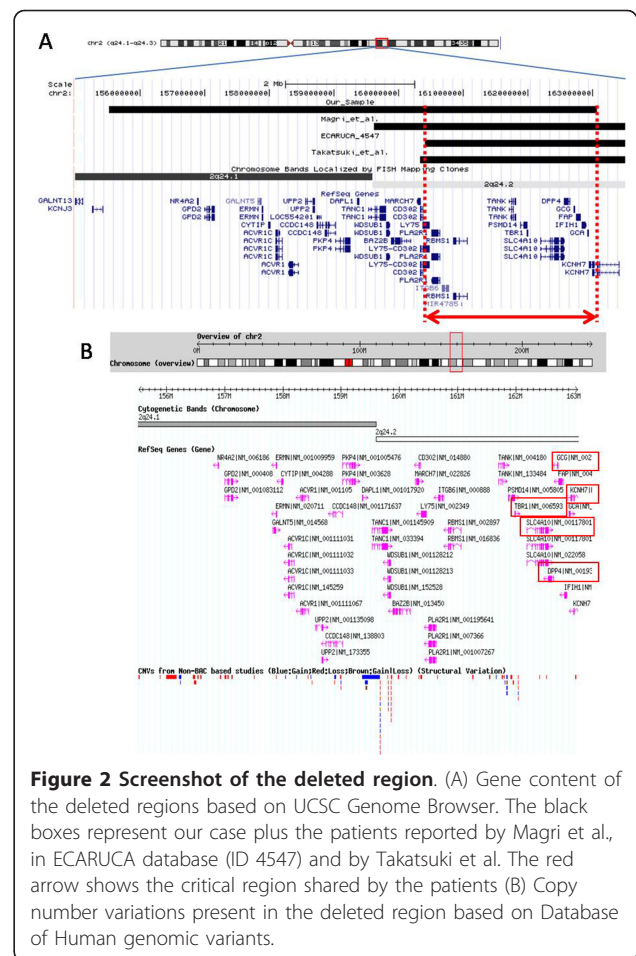 A
chr2 (q24.1-q24.3)
Scale
2 Mb
chr2:
156000000 157000000 158000000 159000000 160000000 161000000 162000000 163000000
Our_Sample
Magri_et_al.
ECARUCA_4547
Takatsuki_et_al.
Chromosome Bands Localized by FISH Mapping Clones
2q24.1
2q24.2
RefSeq Genes
GALNT13 NR4A2 GALNT5 UPP2 DAPL1 MARCH7 TANK DPP4
KCNJ3 GPD2 ERMN UPP2 TANC1 CD302 TANK GCG
GPD2 ERMN LOC554201 TANC1 CD302 PSMD14 FAP
CYTIP CCDC148 WDSUB1 LY75 TBR1 IFIH1
ACVR1C CCDC148 WDSUB1 PLA2R1 SLC4A10 GCA
ACVR1C PKP4 BAZ2B RBMS1 SLC4A10
ACVR1C PKP4 LY75-CD302 SLC4A10 KCNH7
ACVR1 LY75-CD302 KCNH7
ACVR1 CD302
PLA2R1
ITGB6
RBMS1
MIR4785
B
Overview of chr2
0M 100M 200M
Chromosome (overview)
156M 157M 158M 159M 160M 161M 162M 163M
Cytogenetic Bands (Chromosome)
2q24.1
2q24.2
RefSeq Genes (Gene)
NR4A2|NM_006186 ERMN|NM_001009959 PKP4|NM_001005476 CD302|NM_014880 TANK|NM_004180 GCG|NM_002
GPD2|NM_000408 CYTIP|NM_004288 PKP4|NM_003628 MARCH7|NM_022826 TANK|NM_133484 FAP|NM_004
GPD2|NM_001083112 ACVR1|NM_001105 DAPL1|NM_001017920 ITGB6|NM_000888 PSMD14|NM_005805 KCNH7|
ERMN|NM_020711 CCDC148|NM_001171637 LY75|NM_002349 TBR1|NM_006593 GCA|NM_
GALNT5|NM_014568 TANC1|NM_001145909 RBMS1|NM_002897 SLC4A10|NM_00117801
ACVR1C|NM_001111031 TANC1|NM_033394 RBMS1|NM_016836 SLC4A10|NM_00117801
ACVR1C|NM_001111032 WDSUB1|NM_001128212 SLC4A10|NM_022058
ACVR1C|NM_001111033 WDSUB1|NM_001128213 DPP4|NM_00193
ACVR1C|NM_145259 WDSUB1|NM_152528 IFIH1|NM
ACVR1|NM_001111067 BAZ2B|NM_013450 KCNH7
UPP2|NM_001135098 PLA2R1|NM_001195641
CCDC148|NM_138803 PLA2R1|NM_007366
UPP2|NM_173355 PLA2R1|NM_001007267
CNVs from Non-BAC based studies (Blue;Gain;Red;Loss;Brown;Gain|Loss) (Structural Variation)
Figure 2 Screenshot of the deleted region. (A) Gene content of
the deleted regions based on UCSC Genome Browser. The black
boxes represent our case plus the patients reported by Magri et al.,
in ECARUCA database (ID 4547) and by Takatsuki et al. The red
arrow shows the critical region shared by the patients (B) Copy
number variations present in the deleted region based on Database
of Human genomic variants.